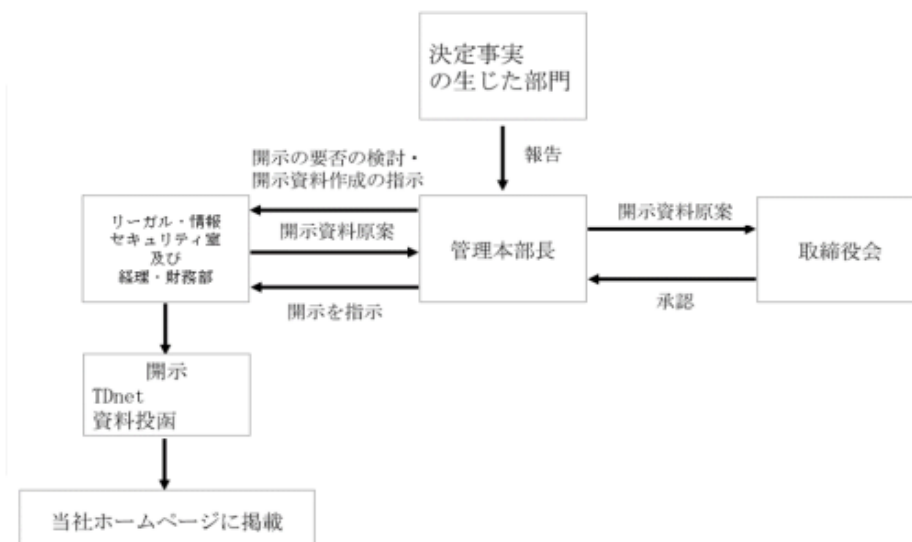 決定事実
の生じた部門
報告
開示の要否の検討・
開示資料作成の指示
リーガル・情報
セキュリティ室
及び
経理・財務部
開示資料原案
管理本部長
開示資料原案
取締役会
開示を指示
承認
開示
TDnet
資料投函
当社ホームページに掲載